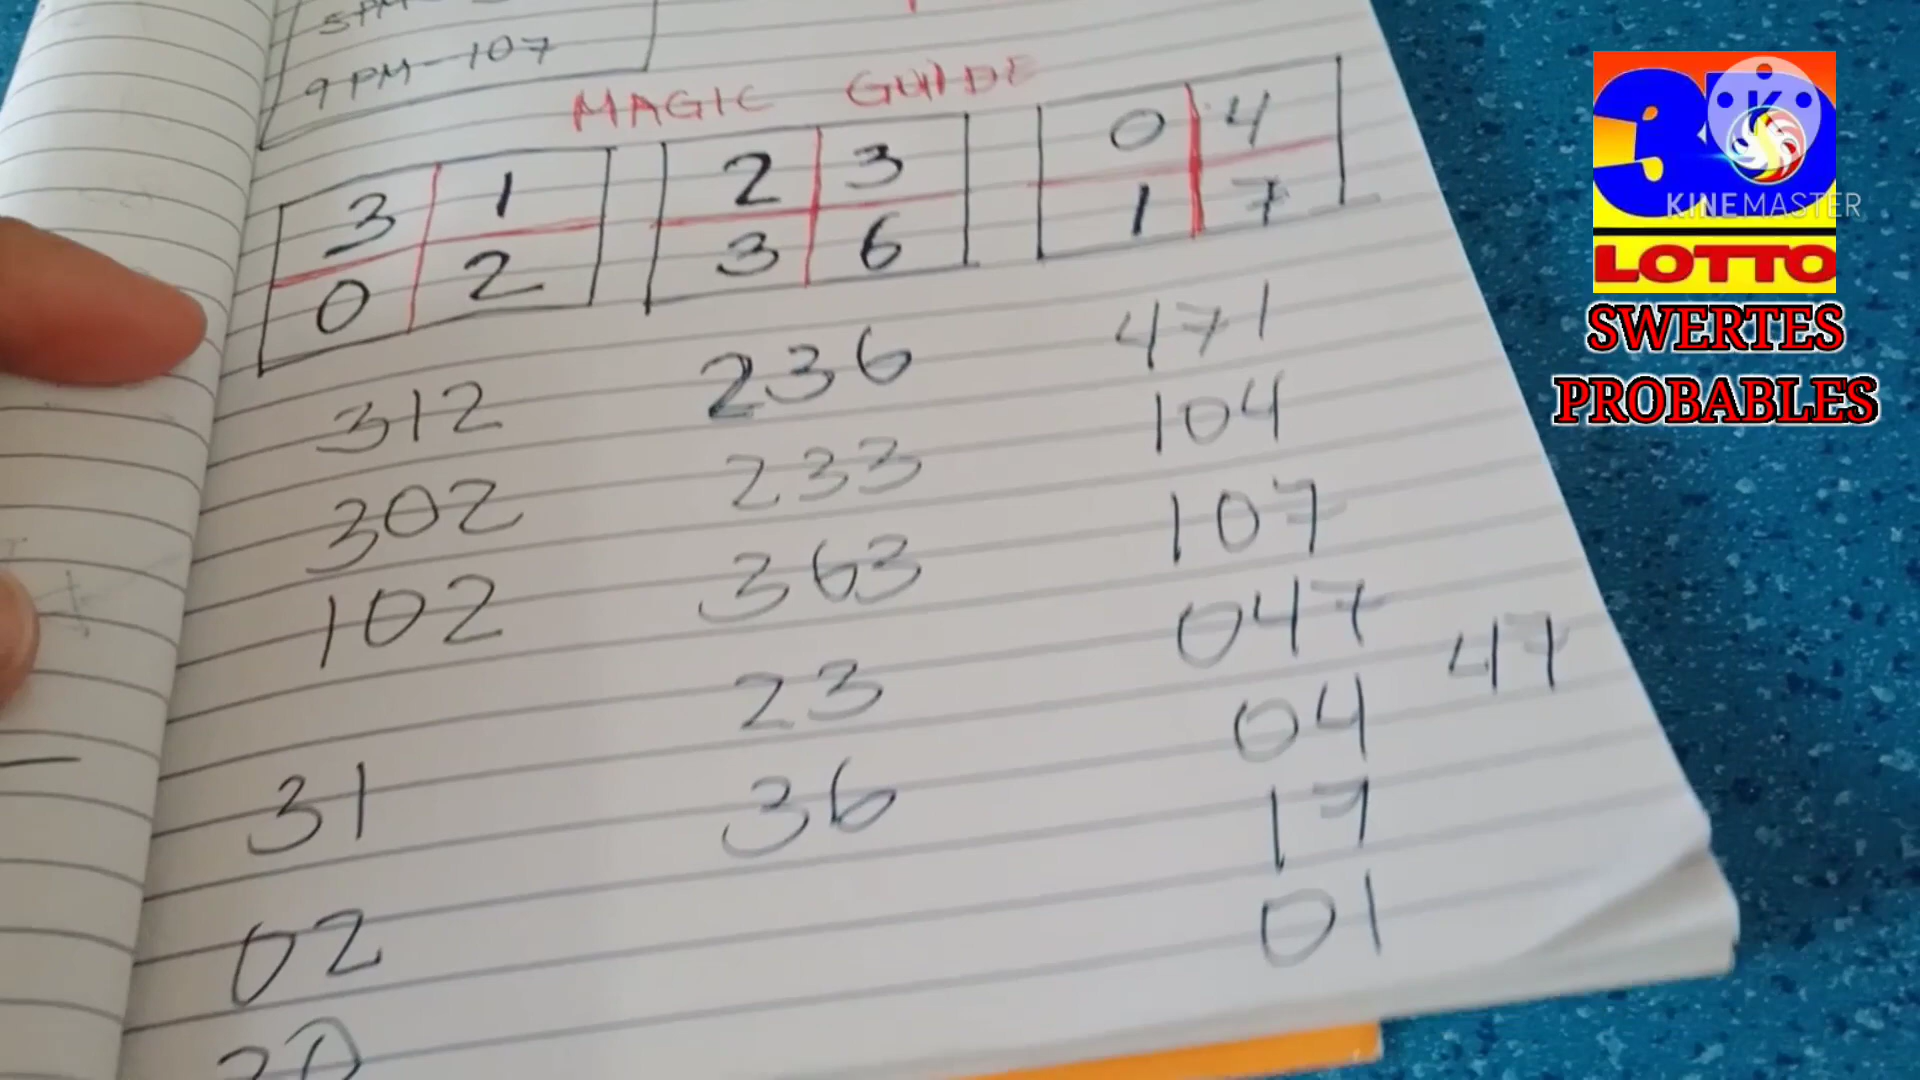 5PM
9PM-107
MAGIC GUIDE
3 1 2 3 0 4
0 2 3 6 1 7
312 236 471
302 233 104
102 363 107
23 047 47
31 36 04
02 17
01
3D
K
KINEMASTER
LOTTO
SWERTES
PROBABLES